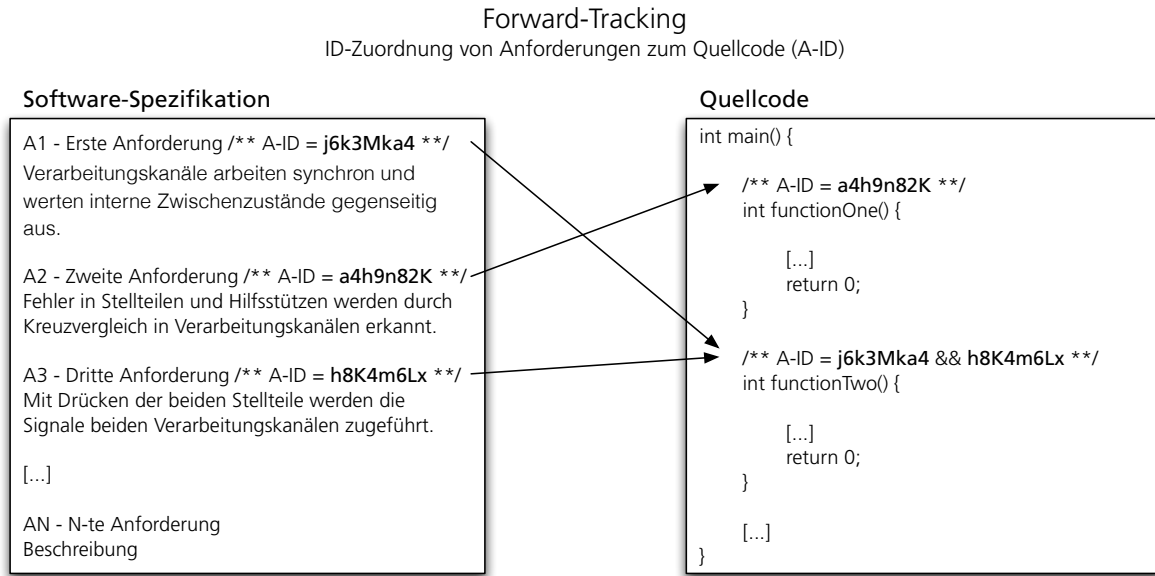 Forward-Tracking
ID-Zuordnung von Anforderungen zum Quellcode (A-ID)
Software-Spezifikation
A1 - Erste Anforderung /** A-ID = j6k3Mka4 **/
Verarbeitungskanäle arbeiten synchron und
werten interne Zwischenzustände gegenseitig
aus.
A2 - Zweite Anforderung /** A-ID = a4h9n82K **/
Fehler in Stellteilen und Hilfsstützen werden durch
Kreuzvergleich in Verarbeitungskanälen erkannt.
A3 - Dritte Anforderung /** A-ID = h8K4m6Lx **/
Mit Drücken der beiden Stellteile werden die
Signale beiden Verarbeitungskanälen zugeführt.
[...]
AN - N-te Anforderung
Beschreibung
Quellcode
int main() {
/** A-ID = a4h9n82K **/
int functionOne() {
[...]
return 0;
}
/** A-ID = j6k3Mka4 && h8K4m6Lx **/
int functionTwo() {
[...]
return 0;
}
[...]
}